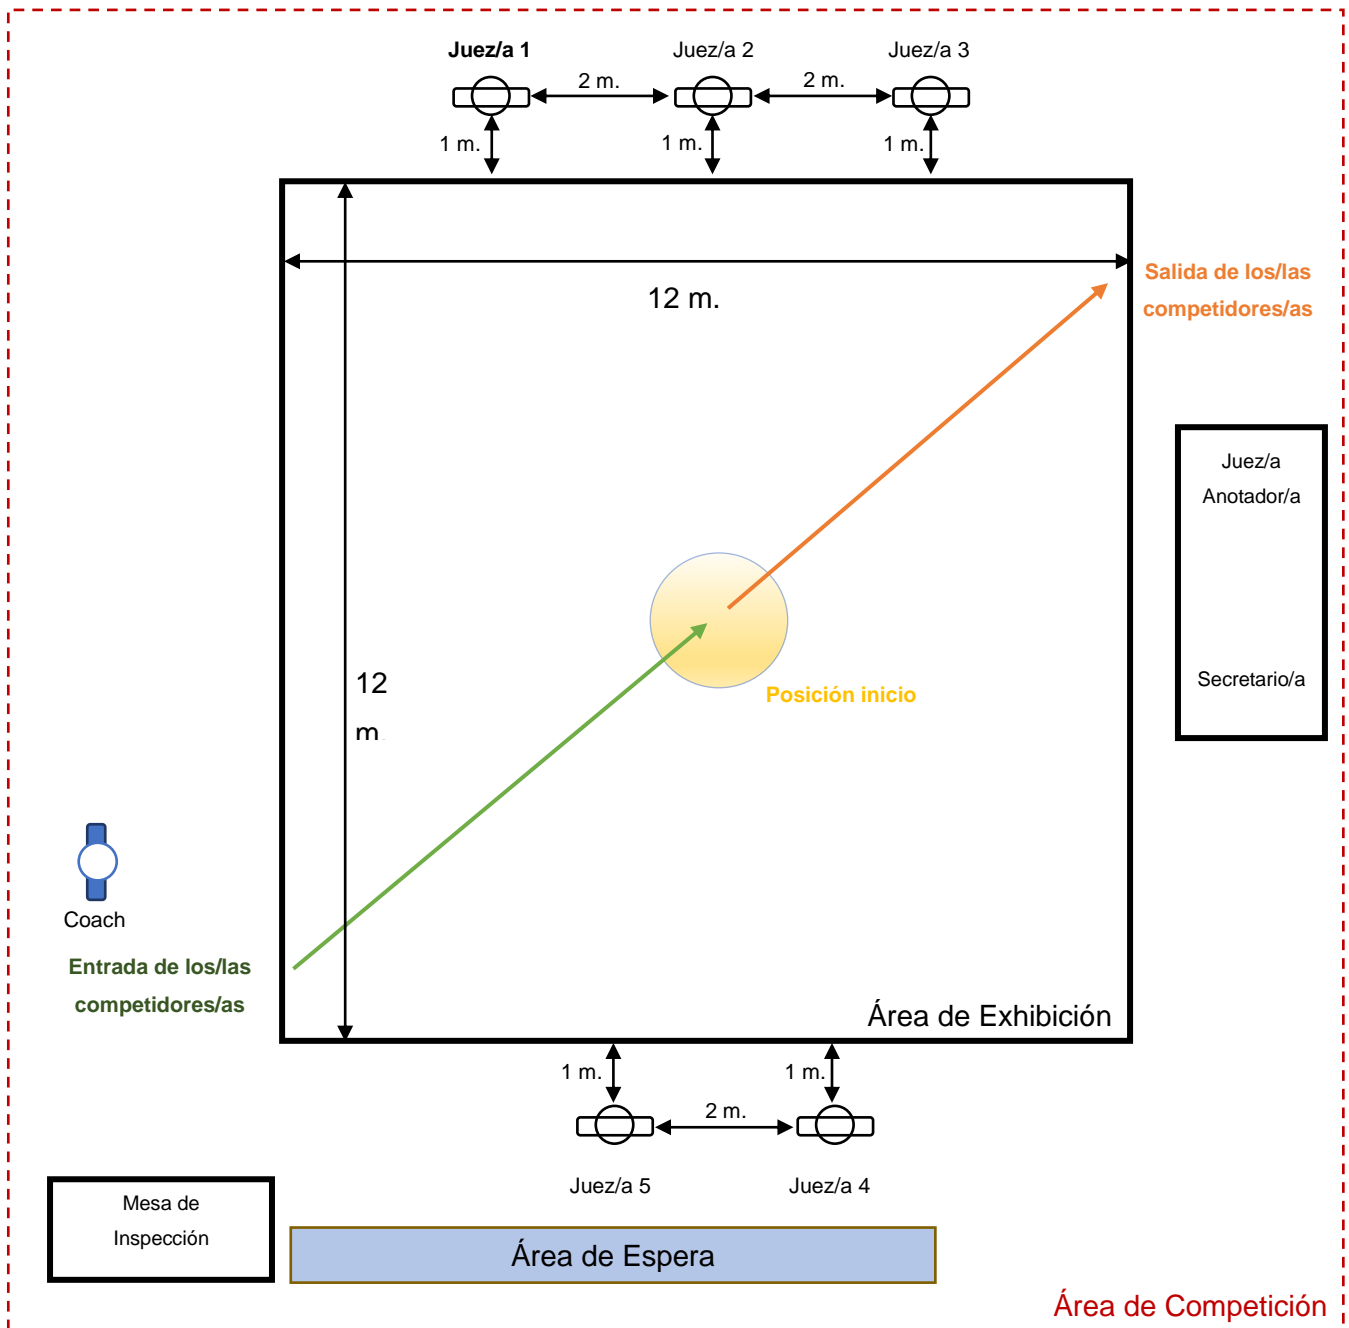 Juez/a 1
Juez/a 2
Juez/a 3
2 m.
2 m.
1 m.
1 m.
1 m.
Salida de los/las
competidores/as
12 m.
Juez/a
Anotador/a
Secretario/a
12
m.
Posición inicio
Coach
Entrada de los/las
competidores/as
Área de Exhibición
1 m.
1 m.
2 m.
Juez/a 5
Juez/a 4
Mesa de
Inspección
Área de Espera
Área de Competición